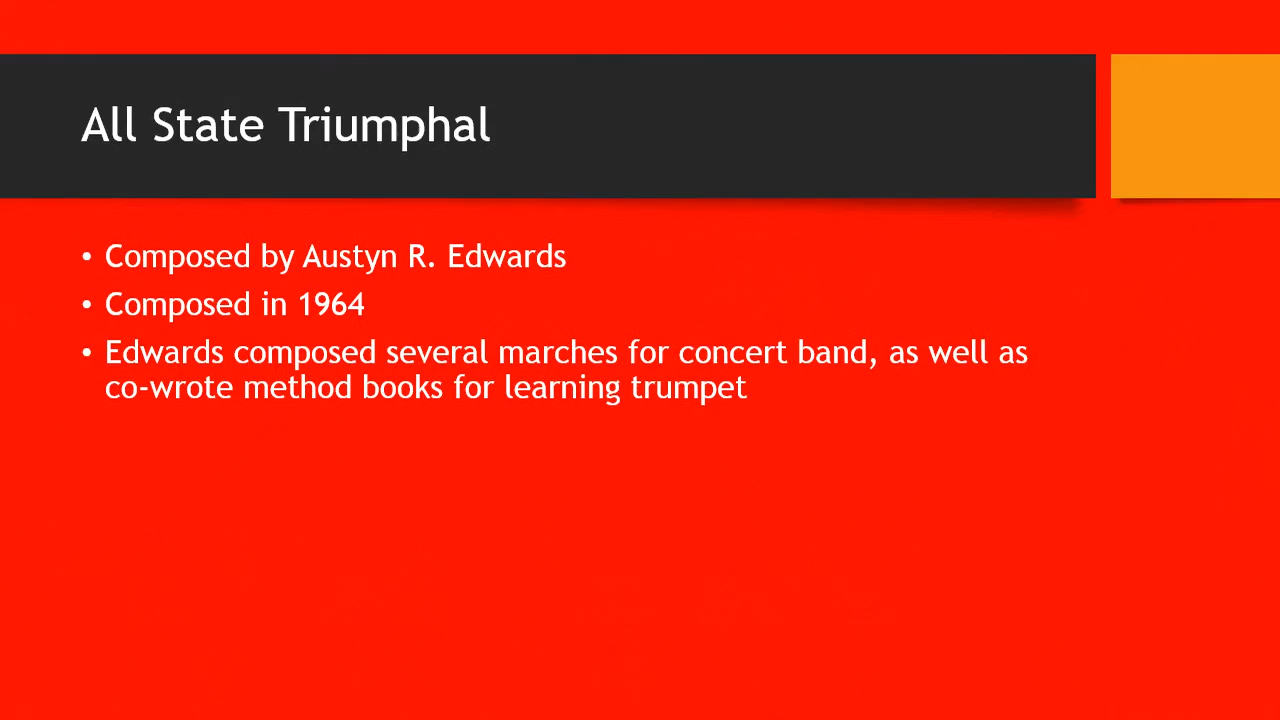 All State Triumphal
• Composed by Austyn R. Edwards
• Composed in 1964
• Edwards composed several marches for concert band, as well as
co-wrote method books for learning trumpet